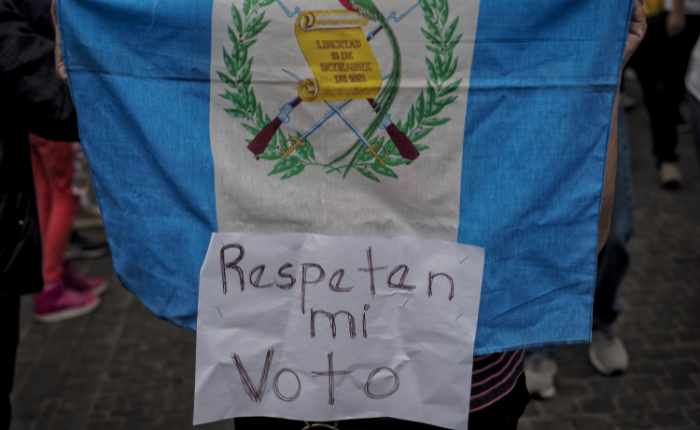 LIBERTAD
15 DE
SETIEMBRE
DE 1821
Respetan
mi
Voto